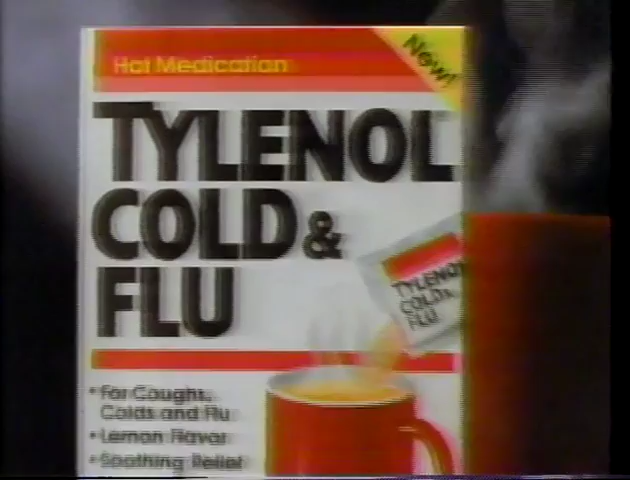 Hot Medication
New!
TYLENOL
COLD &
FLU
TYLENOL
COLD &
FLU
• For Coughs,
Colds and Flu
• Lemon Flavor
• Soothing Relief